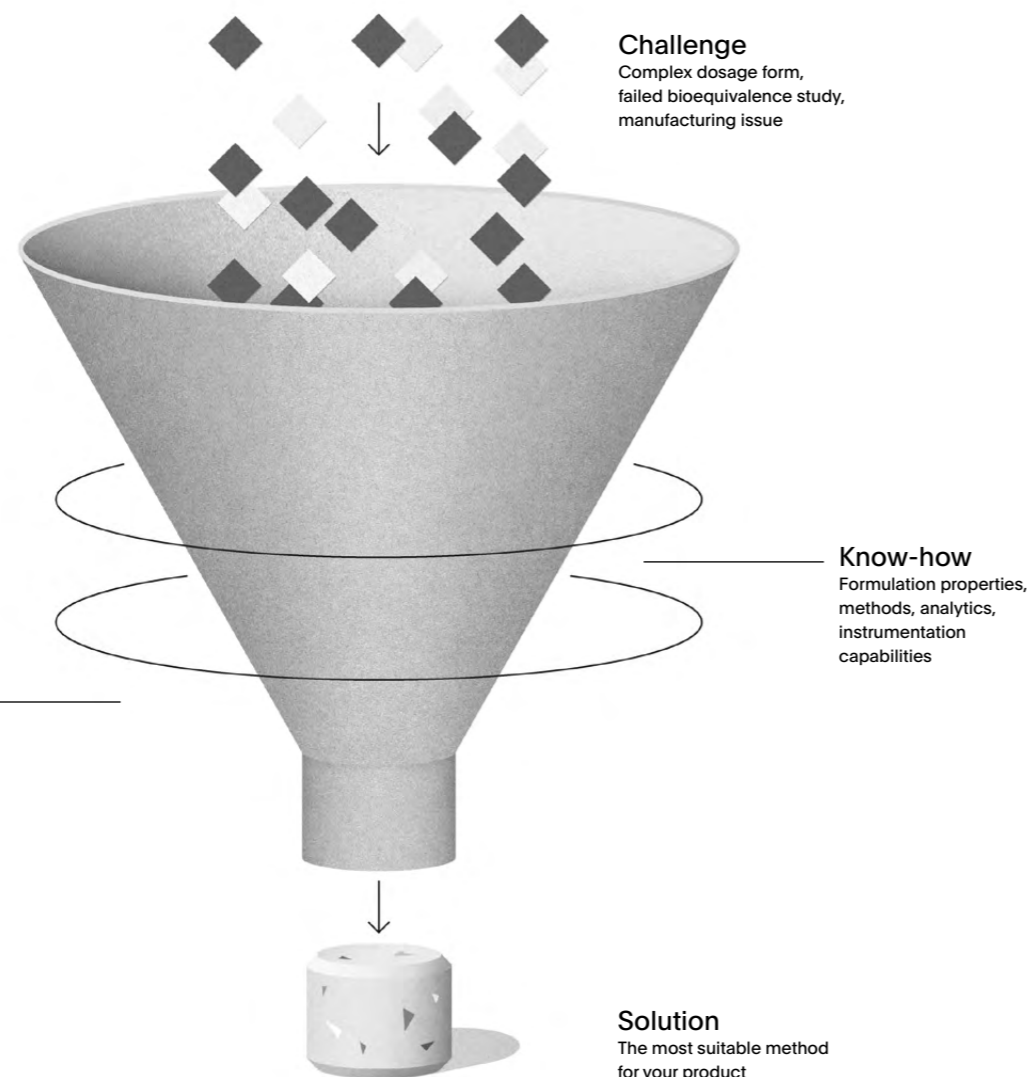 Challenge
Complex dosage form,
failed bioequivalence study,
manufacturing issue
Know-how
Formulation properties,
methods, analytics,
instrumentation
capabilities
Solution
The most suitable method
for your product